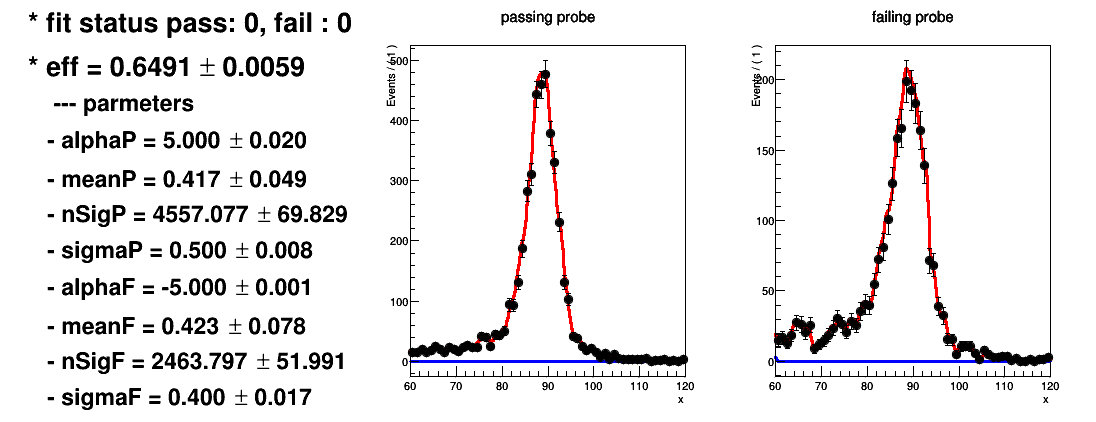 * fit status pass: 0, fail : 0
* eff = 0.6491 ± 0.0059
--- parmeters
- alphaP = 5.000 ± 0.020
- meanP = 0.417 ± 0.049
- nSigP = 4557.077 ± 69.829
- sigmaP = 0.500 ± 0.008
- alphaF = -5.000 ± 0.001
- meanF = 0.423 ± 0.078
- nSigF = 2463.797 ± 51.991
- sigmaF = 0.400 ± 0.017
passing probe
Events / ( 1 )
500
400
300
200
100
0
60 70 80 90 100 110 120
x
failing probe
Events / ( 1 )
200
150
100
50
0
60 70 80 90 100 110 120
x